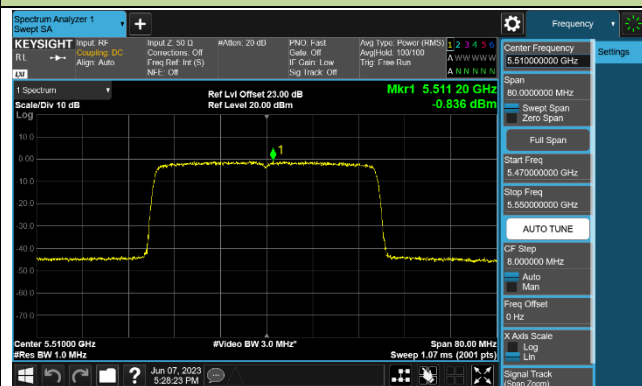 Spectrum Analyzer 1
Swept SA
+
Frequency
KEYSIGHT
RL
LXI
Input: RF
Coupling: DC
Align: Auto
Input Z: 50 Ω
Corrections: Off
Freq Ref: Int (S)
NFE: Off
#Atten: 20 dB
PNO: Fast
Gate: Off
IF Gain: Low
Sig Track: Off
Avg Type: Power (RMS)
Avg|Hold: 100/100
Trig: Free Run
1 2 3 4 5 6
A W W W W W
A N N N N N
1 Spectrum
Scale/Div 10 dB
Log
Ref Lvl Offset 23.00 dB
Ref Level 20.00 dBm
Mkr1 5.511 20 GHz
-0.836 dBm
1
10.0
0.00
-10.0
-20.0
-30.0
-40.0
-50.0
-60.0
-70.0
Center 5.51000 GHz
#Res BW 1.0 MHz
#Video BW 3.0 MHz*
Span 80.00 MHz
Sweep 1.07 ms (2001 pts)
Jun 07, 2023
5:28:23 PM
?
Center Frequency
5.510000000 GHz
Span
80.0000000 MHz
Swept Span
Zero Span
Full Span
Start Freq
5.470000000 GHz
Stop Freq
5.550000000 GHz
AUTO TUNE
CF Step
8.000000 MHz
Auto
Man
Freq Offset
0 Hz
X Axis Scale
Log
Lin
Signal Track
(Span Zoom)
Settings